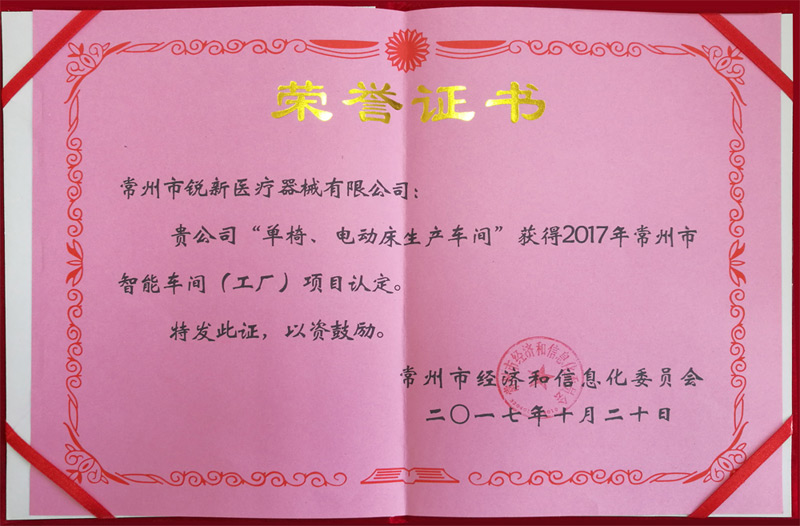 荣誉证书
常州市锐新医疗器械有限公司：
贵公司“单椅、电动床生产车间”获得2017年常州市
智能车间（工厂）项目认定。
特发此证，以资鼓励。
常州市经济和信息化委员会
二〇一七年十月二十日